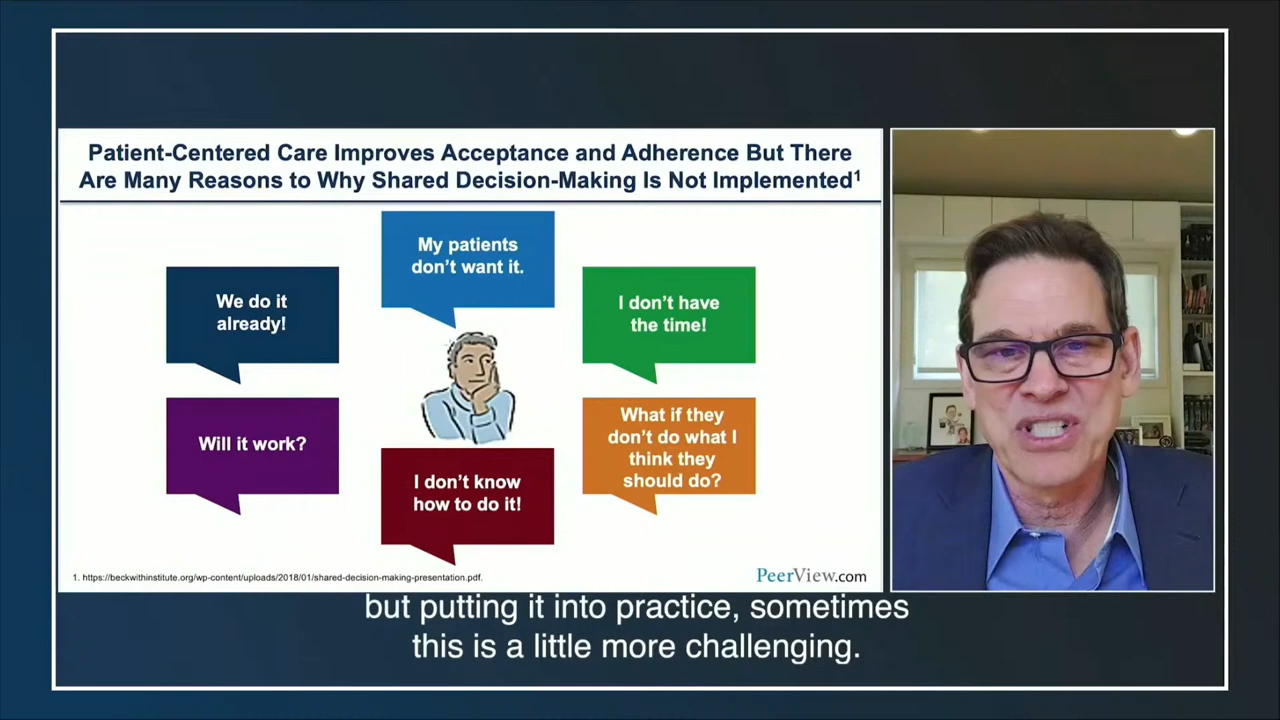 Patient-Centered Care Improves Acceptance and Adherence But There
Are Many Reasons to Why Shared Decision-Making Is Not Implemented1
My patients
don't want it.
We do it
already!
I don't have
the time!
Will it work?
What if they
don't do what I
think they
should do?
I don't know
how to do it!
1. https://beckwithinstitute.org/wp-content/uploads/2018/01/shared-decision-making-presentation.pdf.
PeerView.com
but putting it into practice, sometimes
this is a little more challenging.